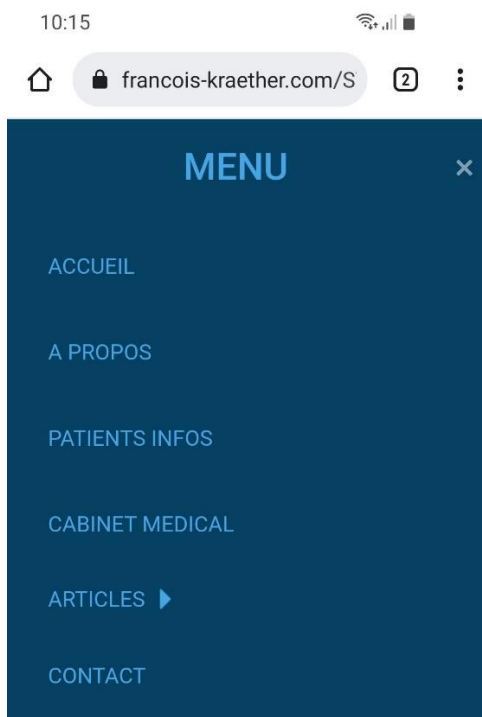 10:15
francois-kraether.com/S
2
MENU
×
ACCUEIL
A PROPOS
PATIENTS INFOS
CABINET MEDICAL
ARTICLES
CONTACT